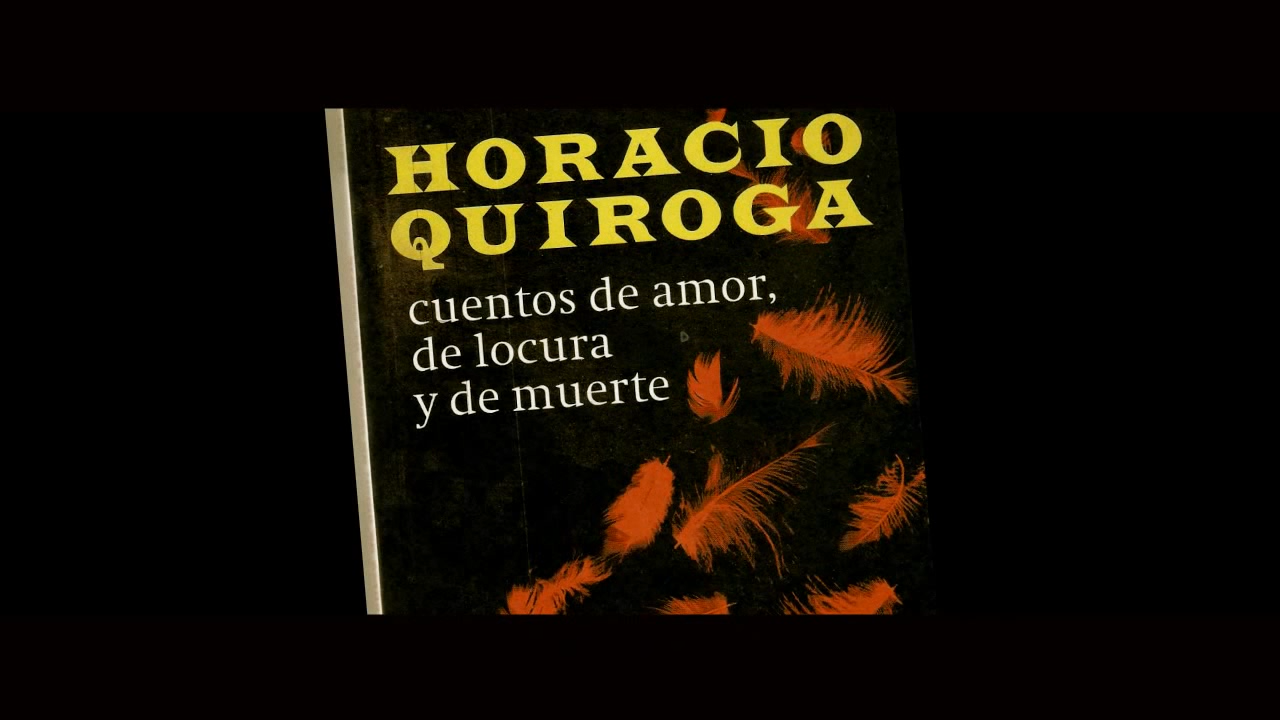 HORACIO
QUIROGA
cuentos de amor,
de locura
y de muerte